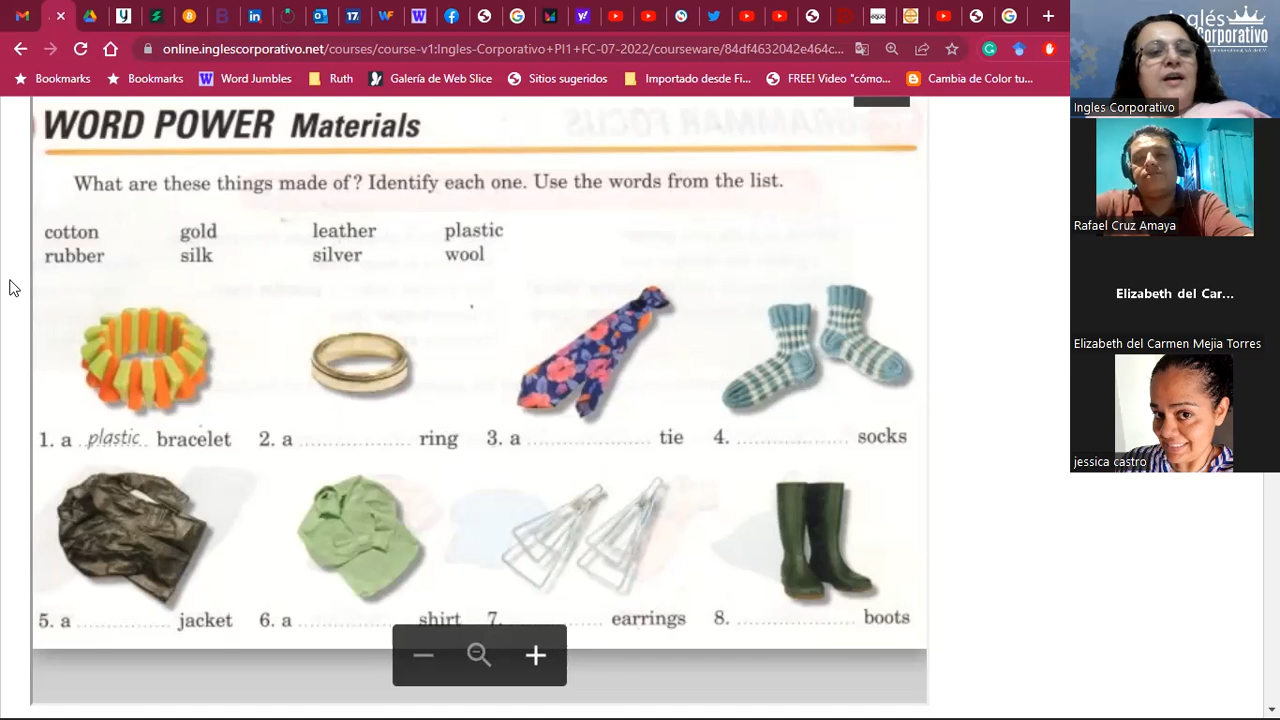 online.inglescorporativo.net/courses/course-v1:Ingles-Corporativo+PI1+FC-07-2022/courseware/84df4632042e464c...
Bookmarks Bookmarks Word Jumbles Ruth Galería de Web Slice Sitios sugeridos Importado desde Fi... FREE! Video "cómo... Cambia de Color tu...
WORD POWER Materials
What are these things made of? Identify each one. Use the words from the list.
cotton gold leather plastic
rubber silk silver wool
1. a plastic bracelet 2. a ring 3. a tie 4. socks
5. a jacket 6. a shirt 7. earrings 8. boots
Inglés
Corporativo
Ingles Corporativo
Rafael Cruz Amaya
Elizabeth del Car...
Elizabeth del Carmen Mejia Torres
jessica castro